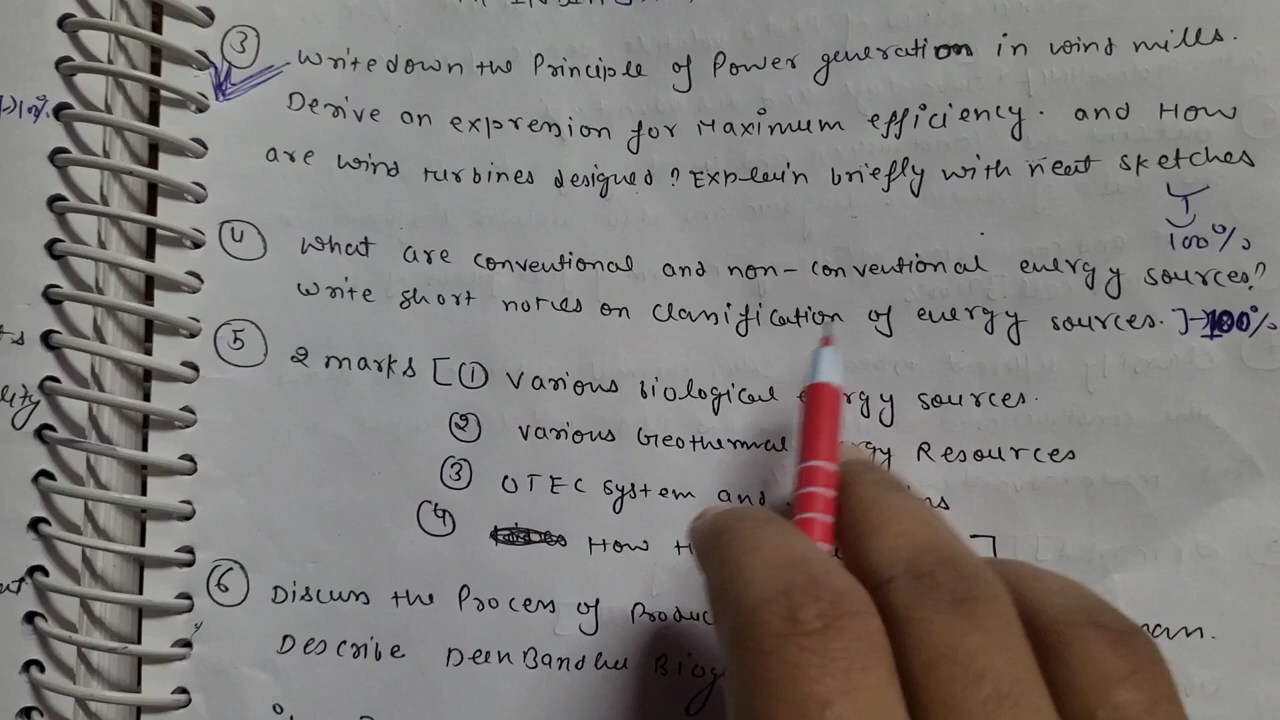 ③ Write down the Principle of Power generation in wind mills.
Derive an expression for Maximum efficiency. and How
are wind turbines designed? Explain briefly with neat sketches
100%
④ What are conventional and non-conventional energy sources?
Write short notes on classification of energy sources. ]→100%
⑤ 2 marks [① Various biological energy sources.
② Various Geothermal Resources
③ OTEC system and
④ How
]
⑥ Discuss the Process of
Describe DeenBandhu